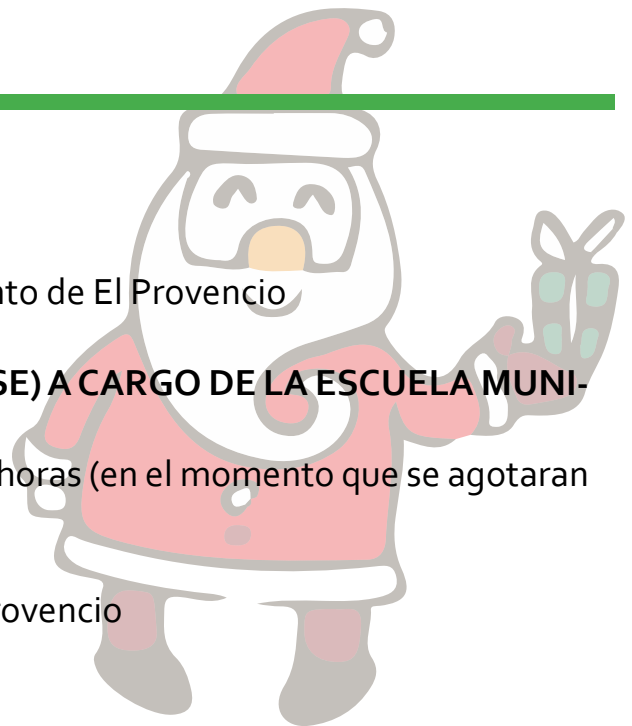 nto de El Provencio
SE) A CARGO DE LA ESCUELA MUNI-
horas (en el momento que se agotaran
rovencio